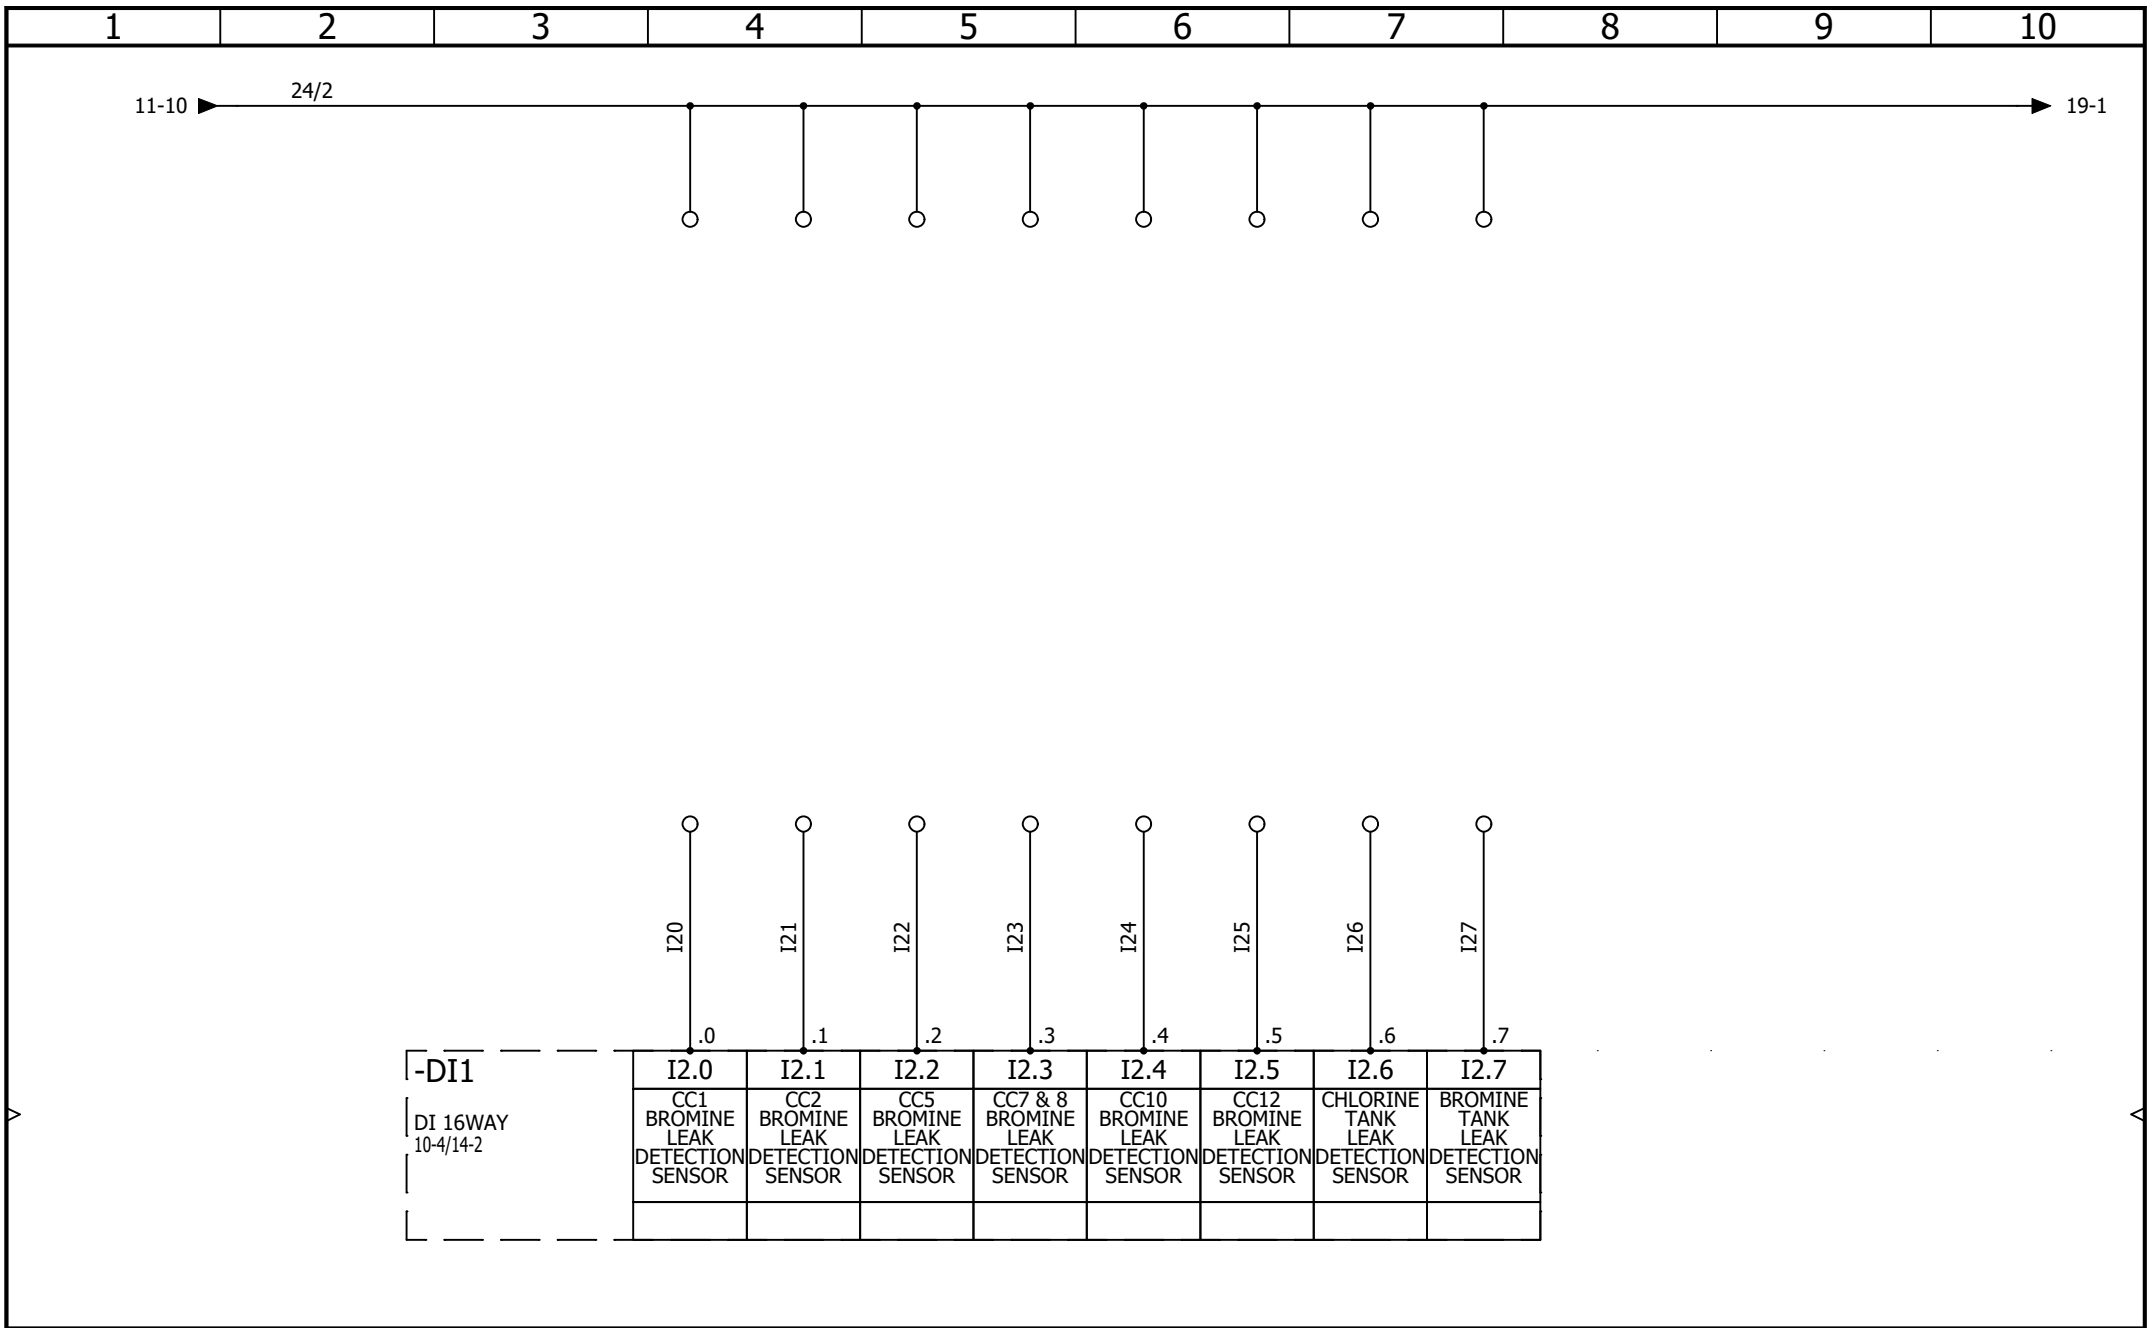 1 2 3 4 5 6 7 8 9 10
24/2
11-10 19-1
I20 I21 I22 I23 I24 I25 I26 I27
.0 .1 .2 .3 .4 .5 .6 .7
-DI1
DI 16WAY
10-4/14-2
I2.0 I2.1 I2.2 I2.3 I2.4 I2.5 I2.6 I2.7
CC1
BROMINE
LEAK
DETECTION
SENSOR
CC2
BROMINE
LEAK
DETECTION
SENSOR
CC5
BROMINE
LEAK
DETECTION
SENSOR
CC7 & 8
BROMINE
LEAK
DETECTION
SENSOR
CC10
BROMINE
LEAK
DETECTION
SENSOR
CC12
BROMINE
LEAK
DETECTION
SENSOR
CHLORINE
TANK
LEAK
DETECTION
SENSOR
BROMINE
TANK
LEAK
DETECTION
SENSOR